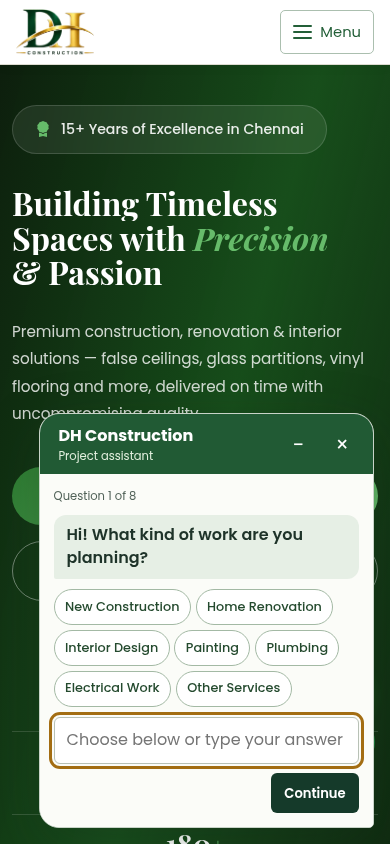 DH
CONSTRUCTION
Menu
15+ Years of Excellence in Chennai
Building Timeless
Spaces with Precision
& Passion
Premium construction, renovation & interior
solutions — false ceilings, glass partitions, vinyl
flooring and more, delivered on time with
uncompromising quality.
DH Construction
Project assistant
Question 1 of 8
Hi! What kind of work are you
planning?
New Construction
Home Renovation
Interior Design
Painting
Plumbing
Electrical Work
Other Services
Choose below or type your answer
Continue
180+